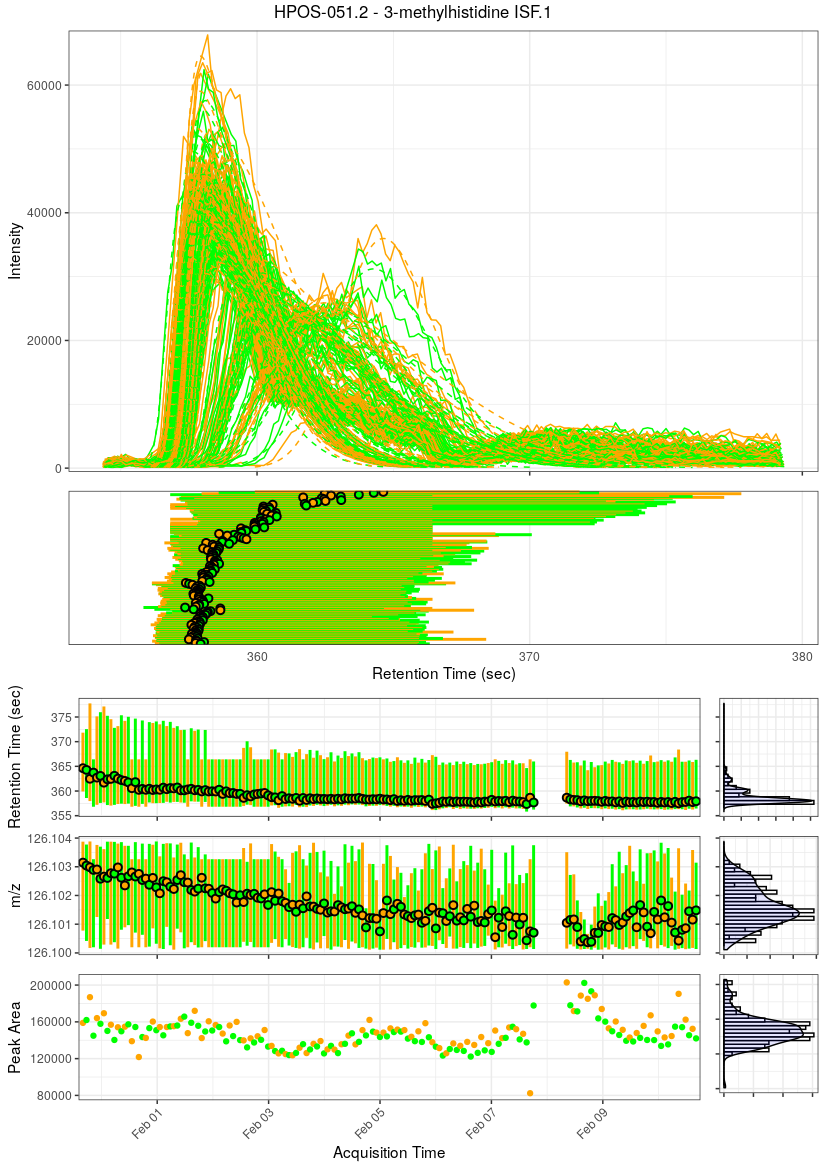 HPOS-051.2 - 3-methylhistidine ISF.1
Intensity
60000
40000
20000
0
360
370
380
Retention Time (sec)
Retention Time (sec)
375
370
365
360
355
m/z
126.104
126.103
126.102
126.101
126.100
Peak Area
200000
160000
120000
80000
Feb 01
Feb 03
Feb 05
Feb 07
Feb 09
Acquisition Time